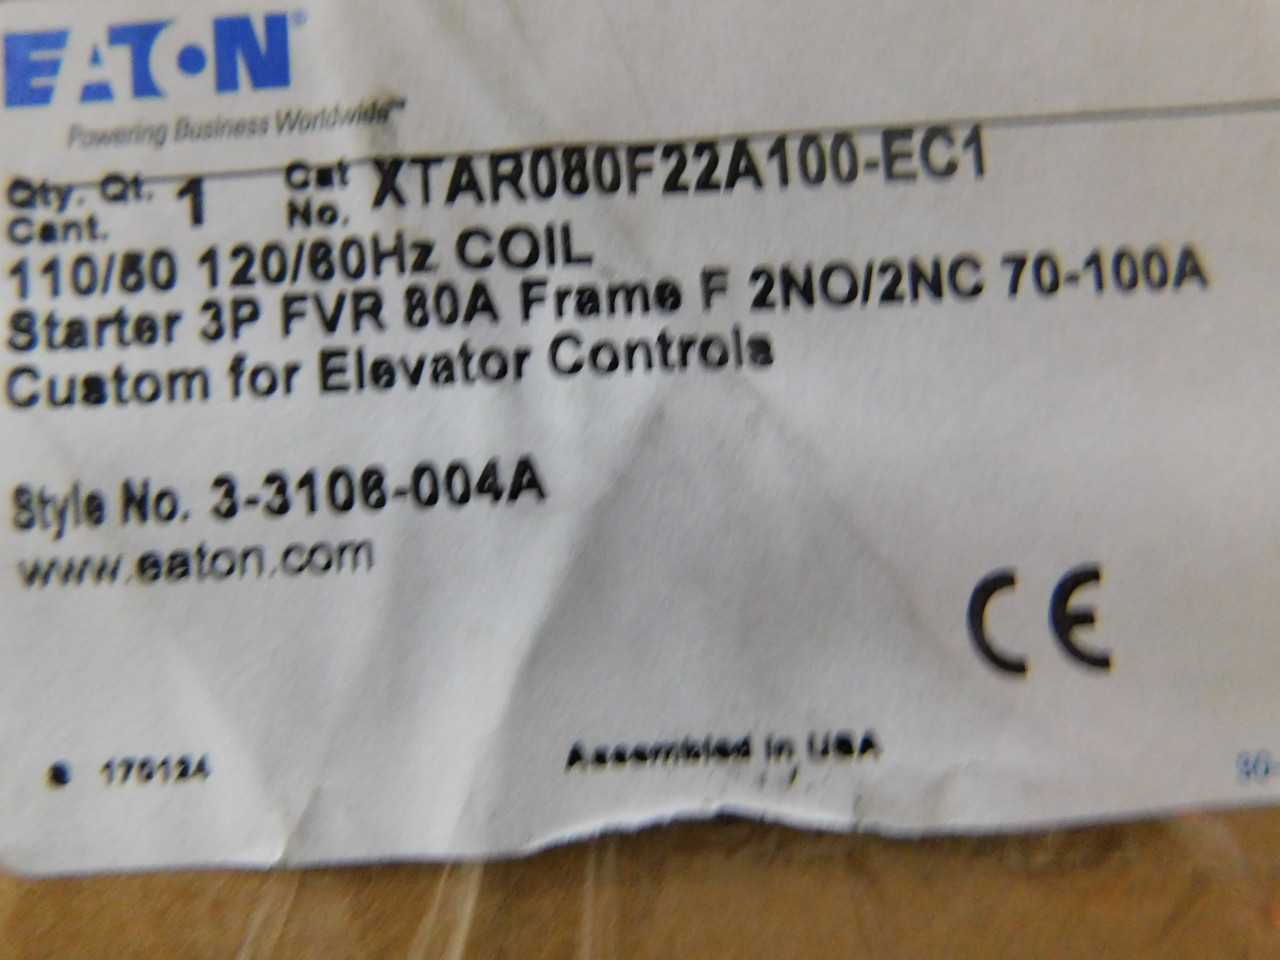 EATON®
Powering Business Worldwide™
Qty. Qt. 1 Cat XTAR080F22A100-EC1
Cant. No.
110/50 120/60Hz COIL
Starter 3P FVR 80A Frame F 2NO/2NC 70-100A
Custom for Elevator Controls
Style No. 3-3106-004A
www.eaton.com
CE
170124
Assembled in USA